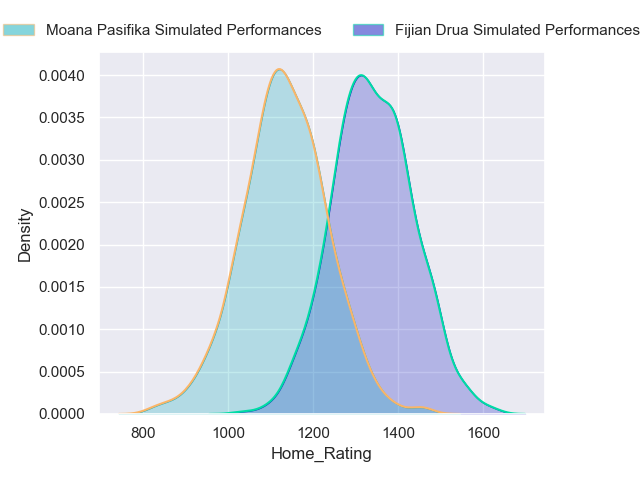 Moana Pasifika Simulated Performances Fijian Drua Simulated Performances
0.0040
0.0035
0.0030
0.0025
0.0020
0.0015
0.0010
0.0005
0.0000
Density
800 1000 1200 1400 1600
Home_Rating